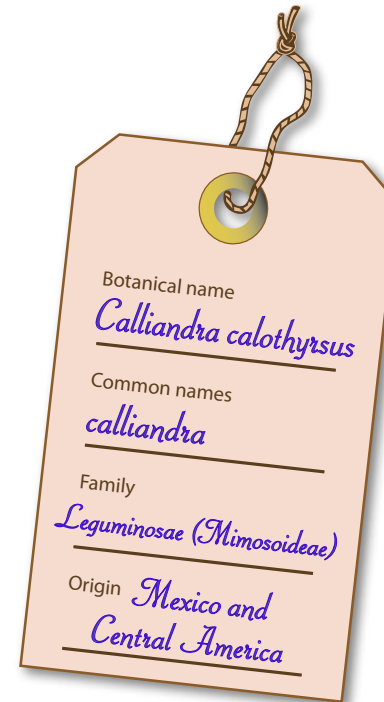 Botanical name
Calliandra calothyrsus
Common names
calliandra
Family
Leguminosae (Mimosoideae)
Origin Mexico and
Central America